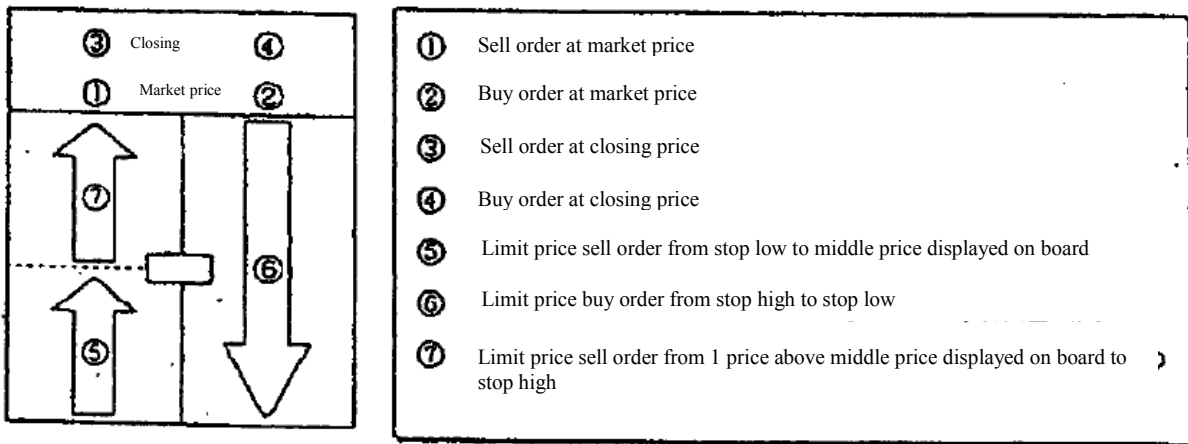 ③ Closing ④
① Market price ②
⑦
⑥
⑤
① Sell order at market price
② Buy order at market price
③ Sell order at closing price
④ Buy order at closing price
⑤ Limit price sell order from stop low to middle price displayed on board
⑥ Limit price buy order from stop high to stop low
⑦ Limit price sell order from 1 price above middle price displayed on board to
stop high